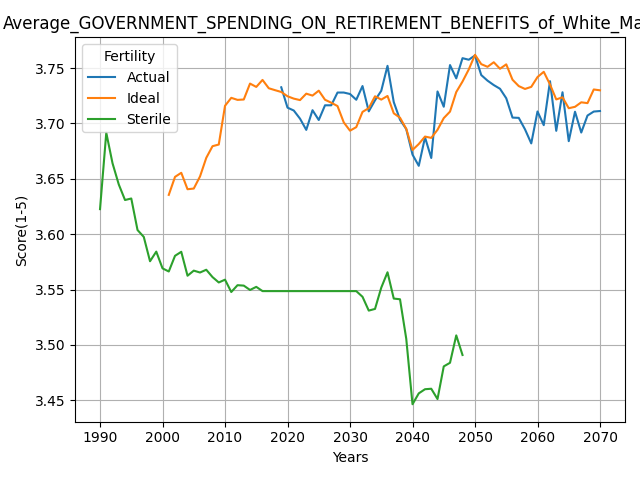 Average_GOVERNMENT_SPENDING_ON_RETIREMENT_BENEFITS_of_White_Ma
Fertility
Actual
Ideal
Sterile
3.75
3.70
3.65
3.60
3.55
3.50
3.45
Score(1-5)
1990 2000 2010 2020 2030 2040 2050 2060 2070
Years